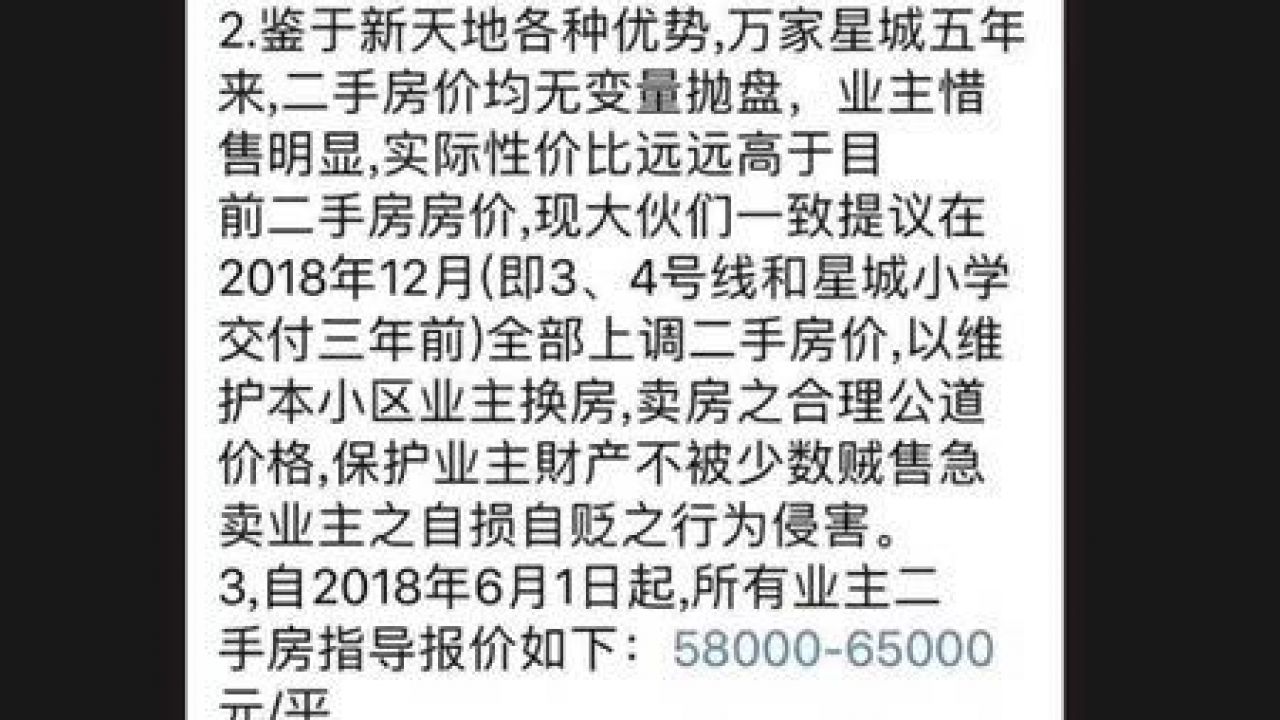 2.鉴于新天地各种优势,万家星城五年
来,二手房价均无变量抛盘，业主惜
售明显,实际性价比远远高于目
前二手房房价,现大伙们一致提议在
2018年12月(即3、4号线和星城小学
交付三年前)全部上调二手房价,以维
护本小区业主换房,卖房之合理公道
价格,保护业主財产不被少数贼售急
卖业主之自损自贬之行为侵害。
3,自2018年6月1日起,所有业主二
手房指导报价如下：58000-65000
元/平